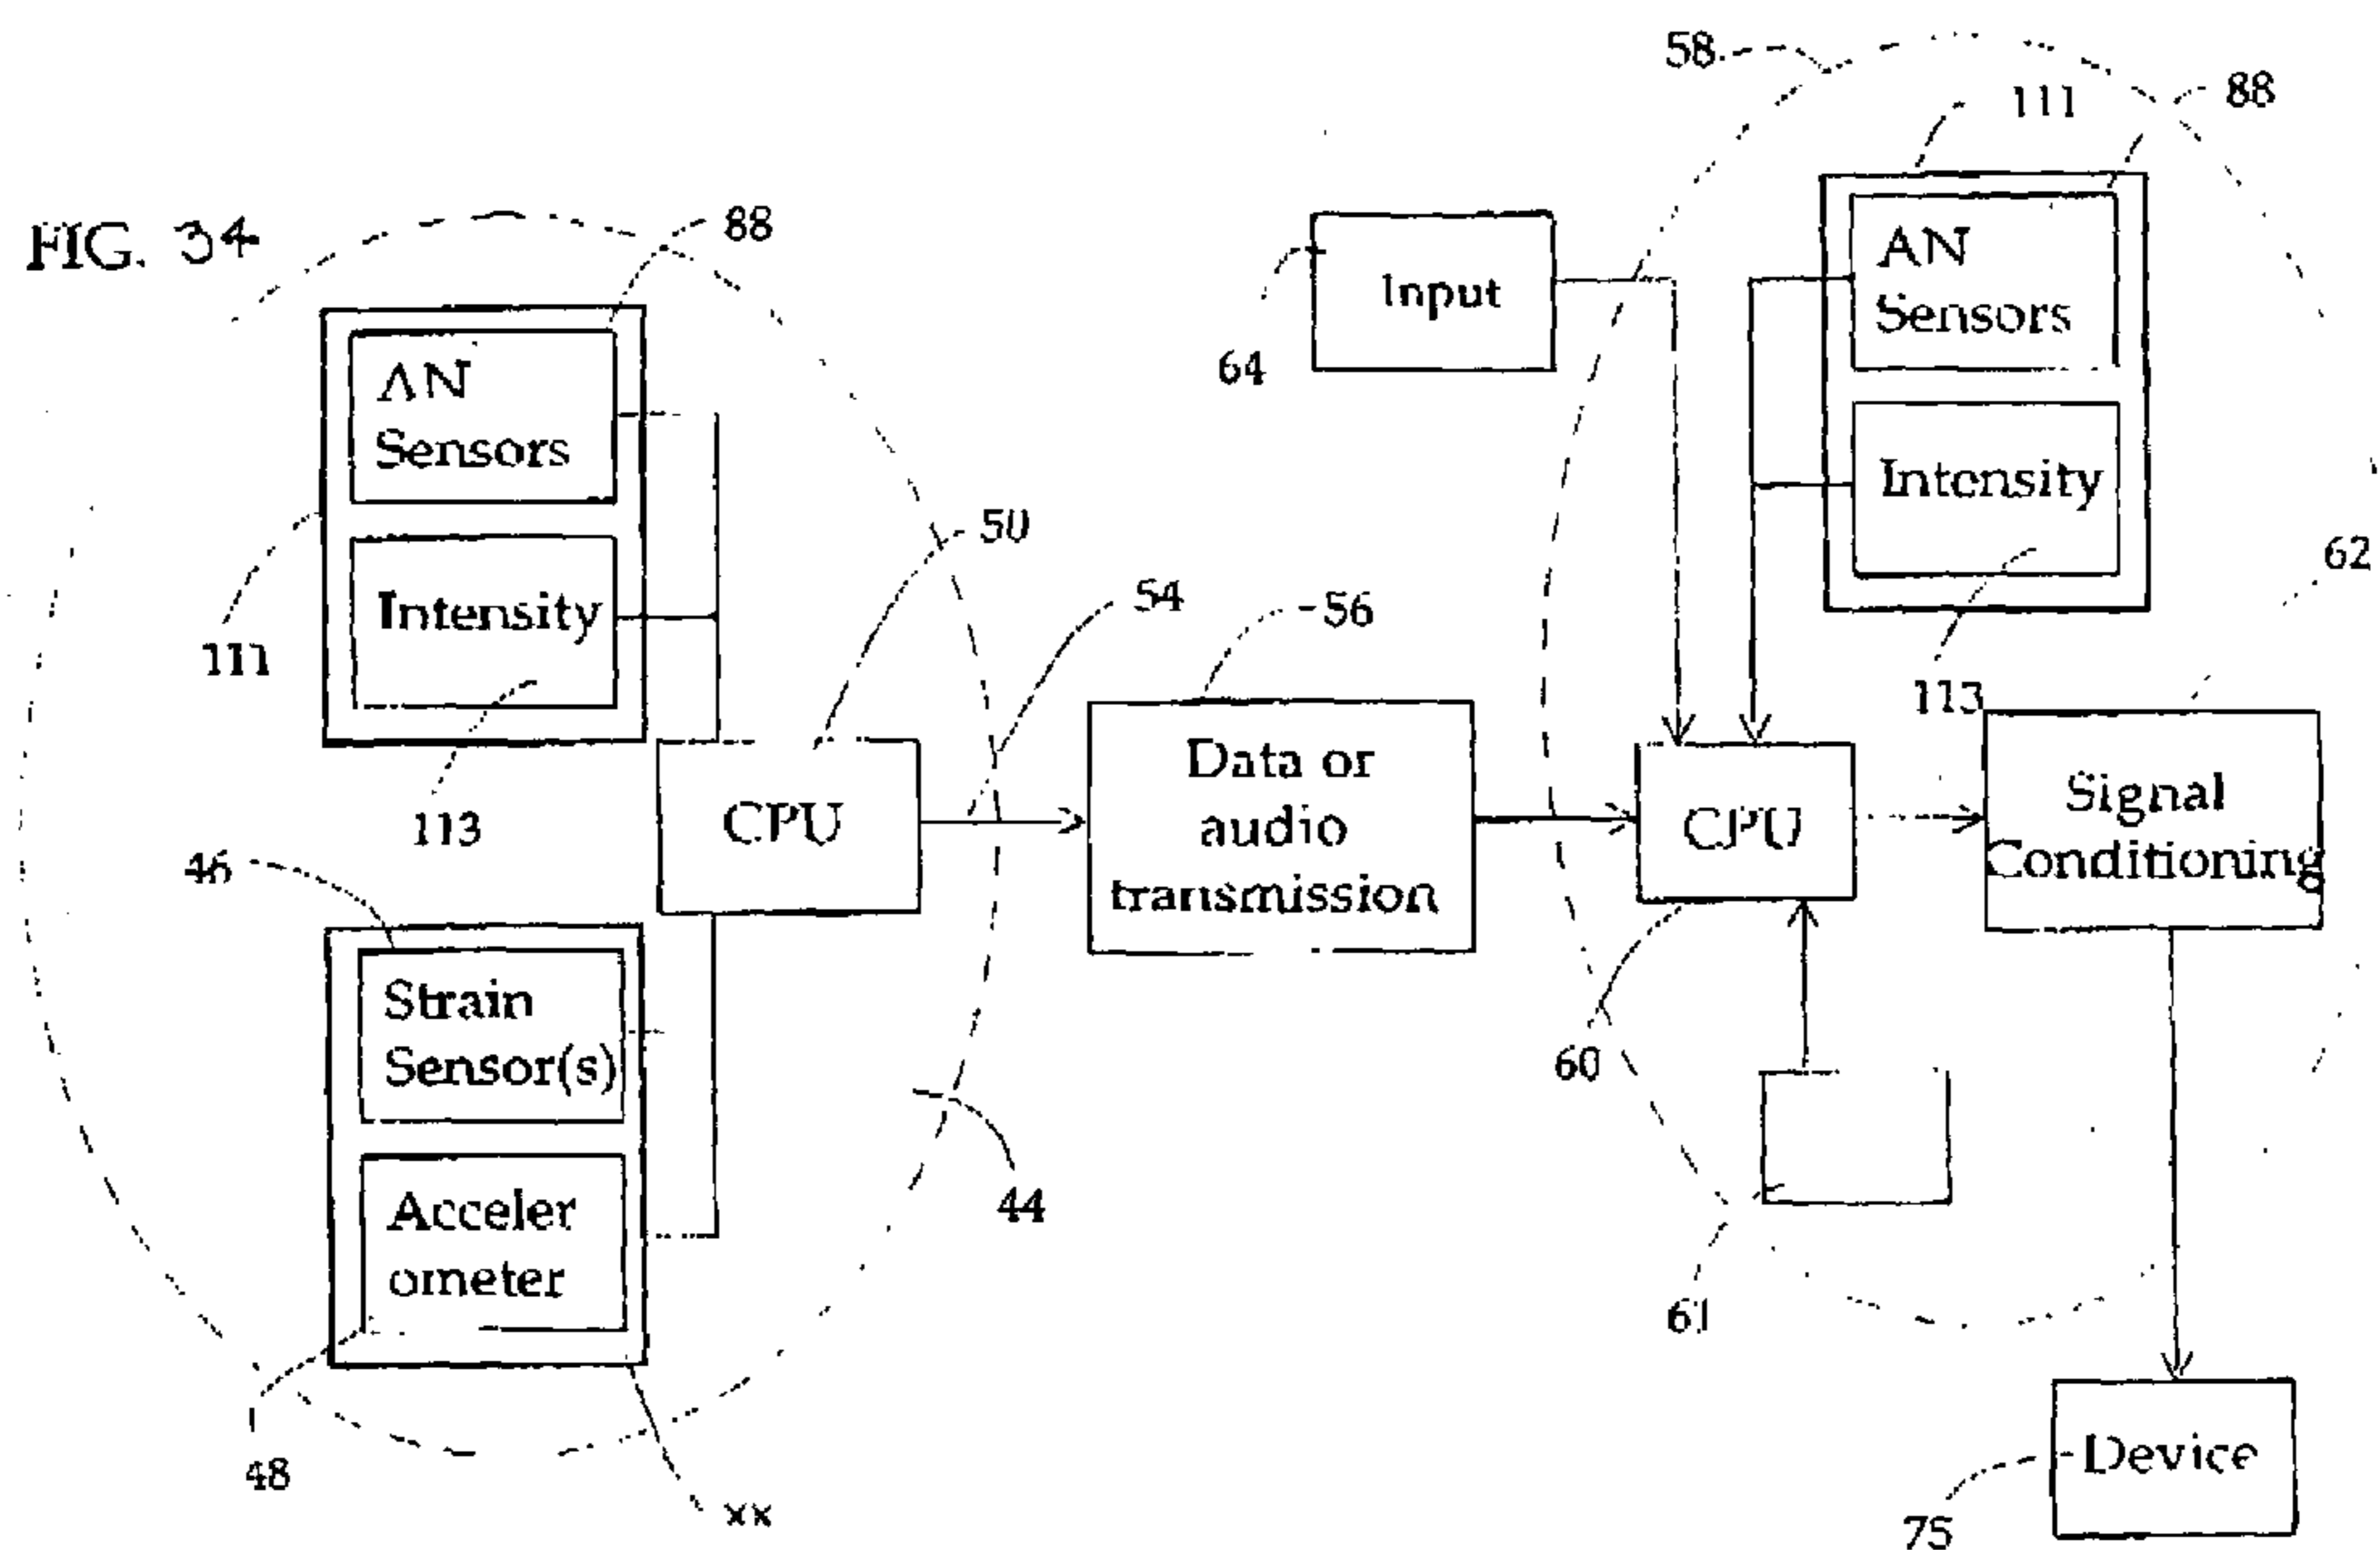 FIG. 34
88
AN
Sensors
Intensity
111
113
46
Strain
Sensor(s)
Acceler
ometer
48
xx
50
CPU
54
44
56
Data or
audio
transmission
58
111
88
64
Input
AN
Sensors
Intensity
113
62
CPU
60
61
Signal
Conditioning
Device
75